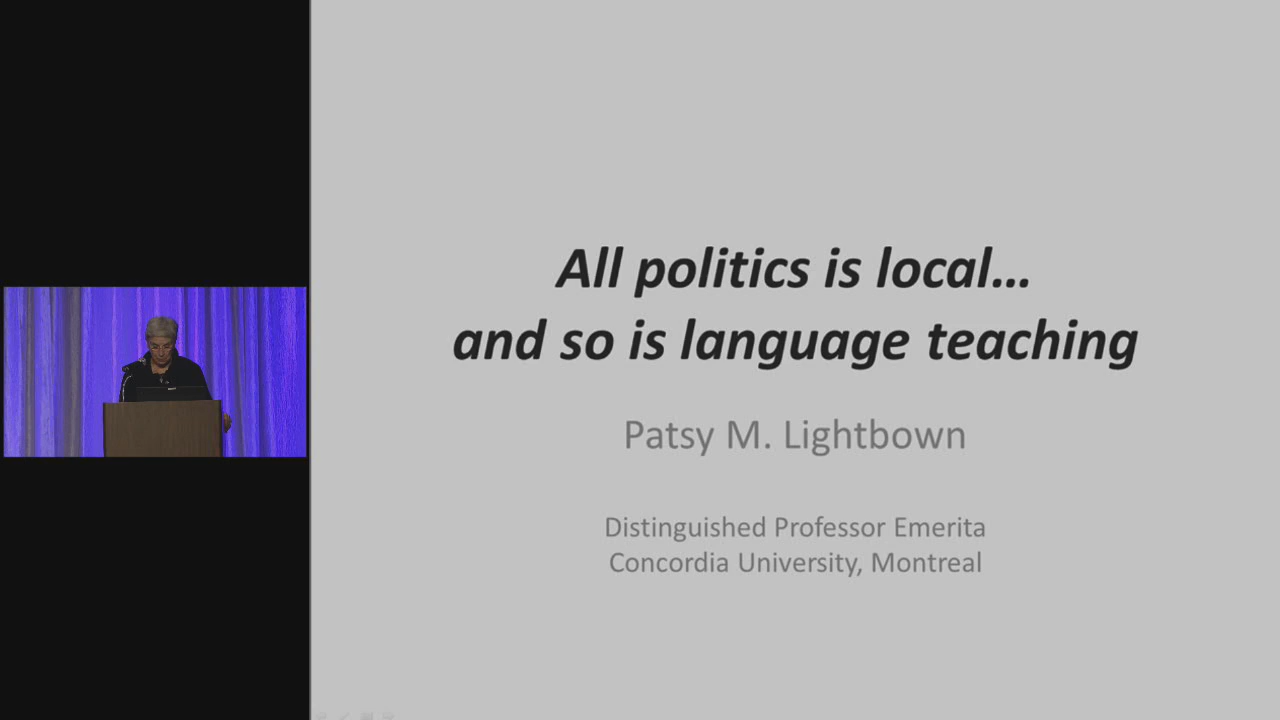 All politics is local…
and so is language teaching
Patsy M. Lightbown
Distinguished Professor Emerita
Concordia University, Montreal